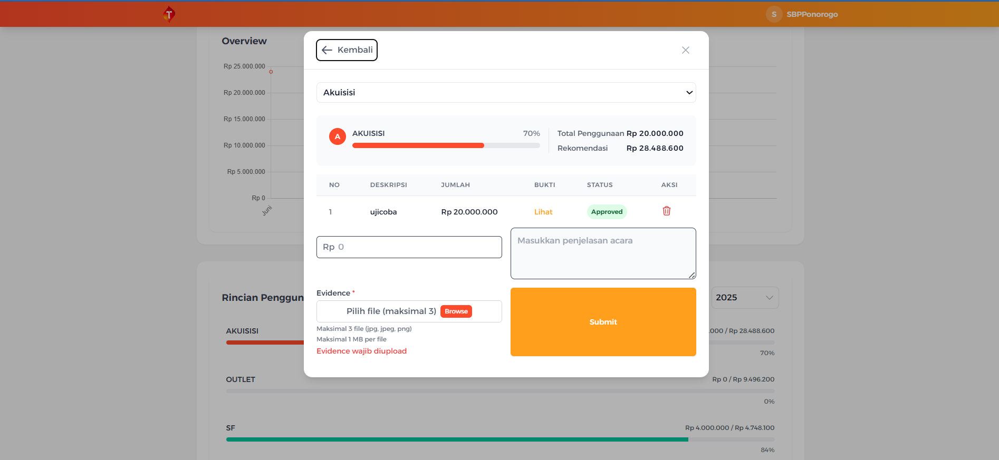 T
S SBPPonorogo
Overview
Rp 25.000.000
Rp 20.000.000
Rp 15.000.000
Rp 10.000.000
Rp 5.000.000
Rp 0
Juni
Kembali
Akuisisi
A AKUISISI 70% Total Penggunaan Rp 20.000.000
Rekomendasi Rp 28.488.600
NO DESKRIPSI JUMLAH BUKTI STATUS AKSI
1 ujicoba Rp 20.000.000 Lihat Approved
Rp 0
Masukkan penjelasan acara
Evidence *
Pilih file (maksimal 3) Browse
Maksimal 3 file (jpg, jpeg, png)
Maksimal 1 MB per file
Evidence wajib diupload
Submit
Rincian Penggun
2025
AKUISISI .000 / Rp 28.488.600
70%
OUTLET Rp 0 / Rp 9.496.200
0%
SF Rp 4.000.000 / Rp 4.748.100
84%